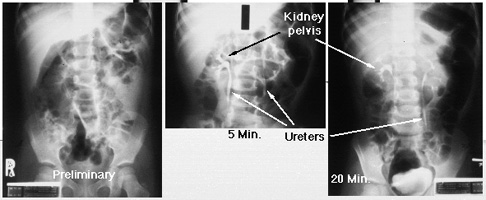 Kidney
pelvis
Ureters
5 Min.
R
Preliminary
20 Min.